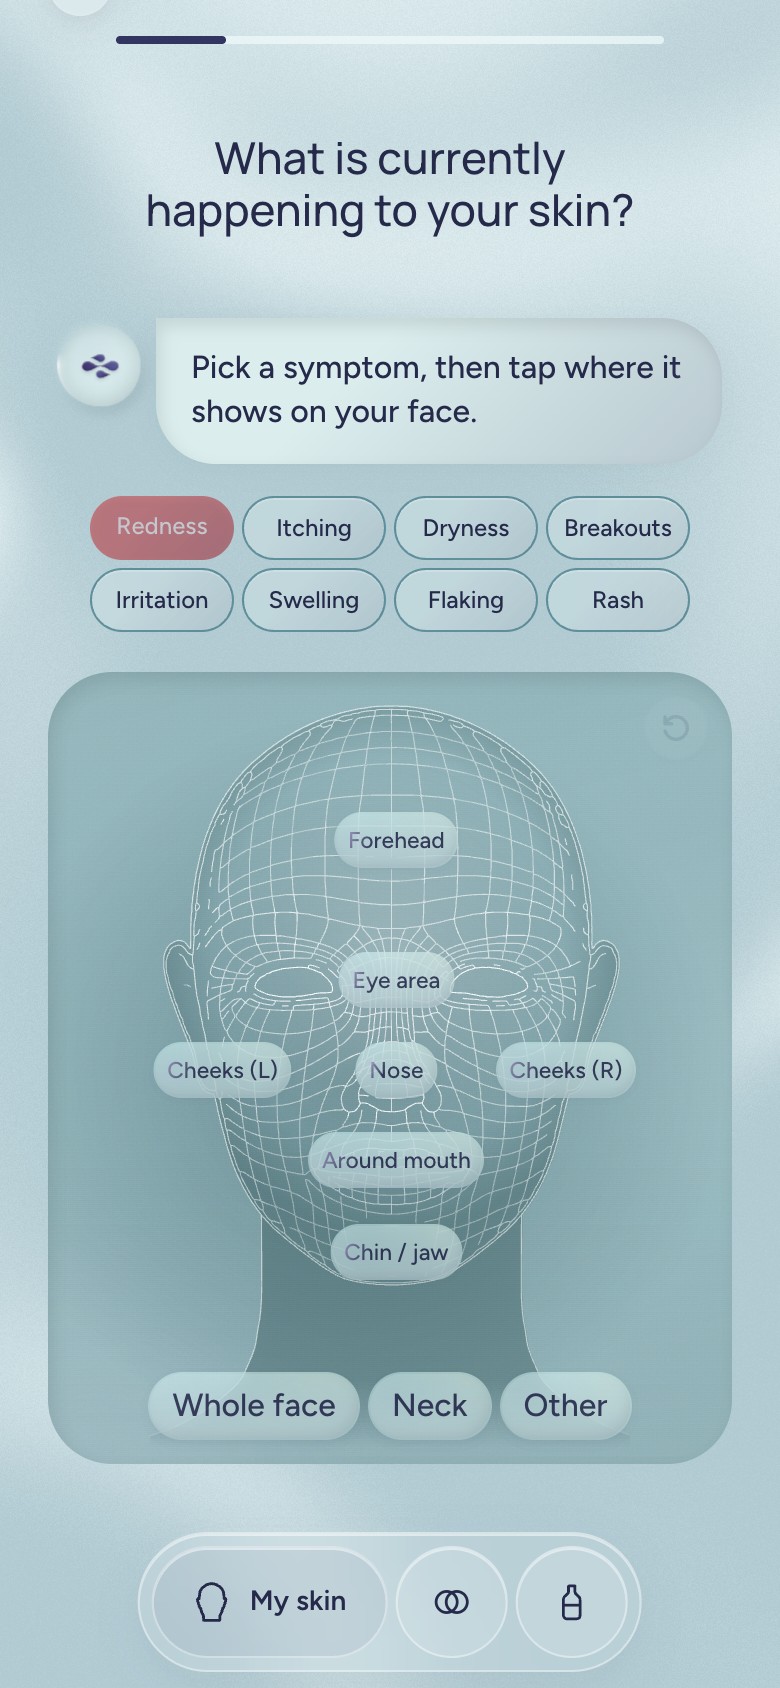 What is currently
happening to your skin?
Pick a symptom, then tap where it
shows on your face.
Redness Itching Dryness Breakouts
Irritation Swelling Flaking Rash
Forehead
Eye area
Cheeks (L) Nose Cheeks (R)
Around mouth
Chin / jaw
Whole face Neck Other
My skin